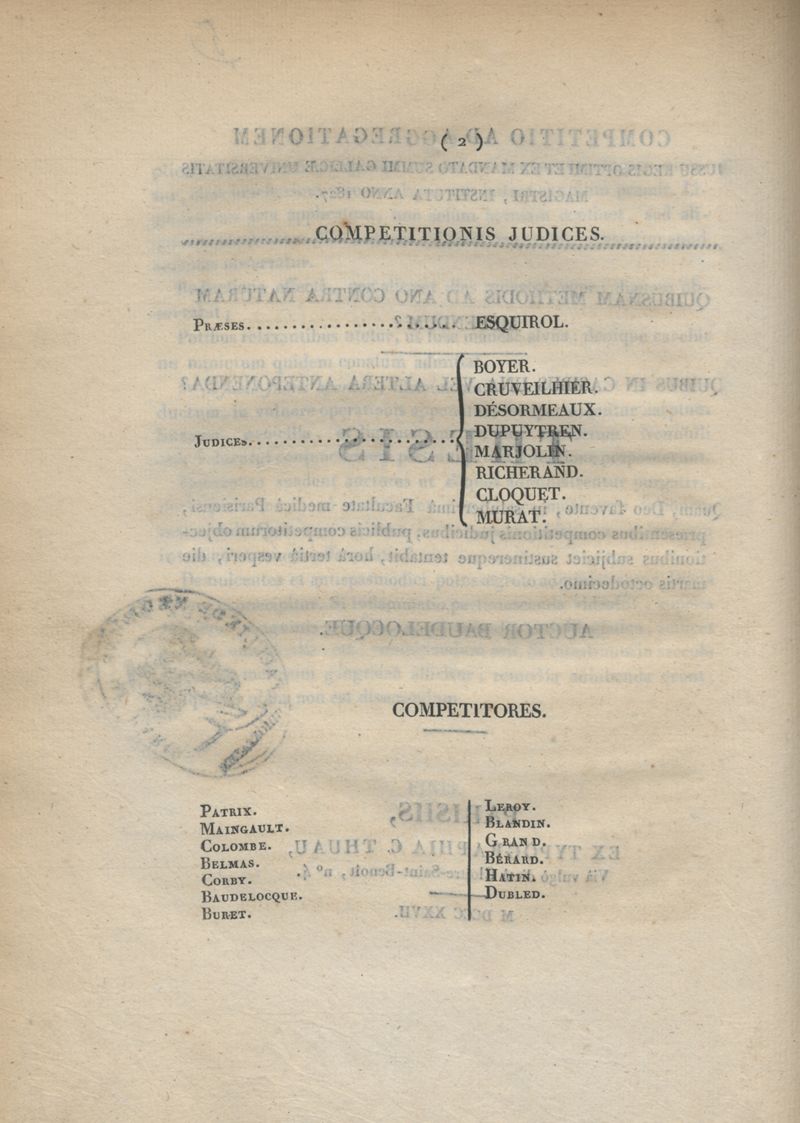 ( 2 )
COMPETITIONIS JUDICES.
PRÆSES. . . . . . . . . . . . . . . . . . . . . . . . ESQUIROL.
JUDICES. . . . . . . . . . . . . . . . . . . . . . . .
BOYER.
CRUVEILHIER.
DÉSORMEAUX.
DUPUYTREN.
MARJOLIN.
RICHERAND.
CLOQUET.
MURAT.
COMPETITORES.
PATRIX.
MAINGAULT.
COLOMBE.
BELMAS.
CORBY.
BAUDELOCQUE.
BURET.
LEROY.
BLANDIN.
GRAND.
BÉRARD.
HATIN.
DUBLED.